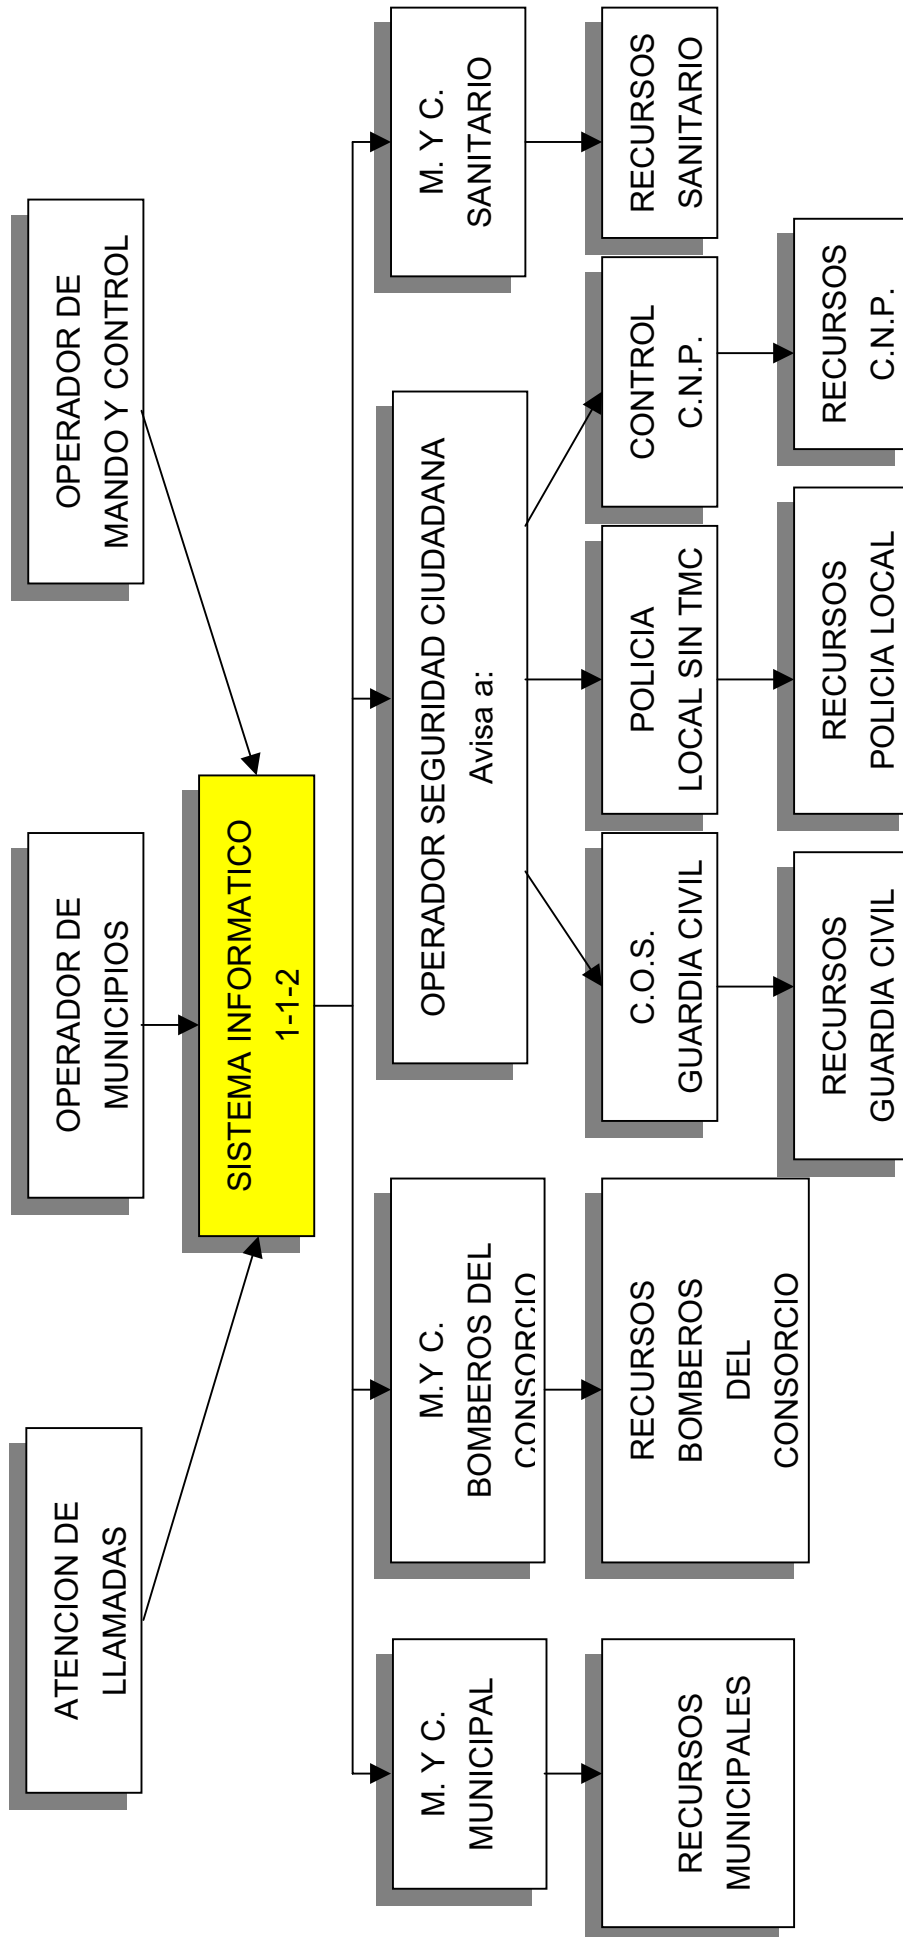 ATENCION DE
LLAMADAS
OPERADOR DE
MUNICIPIOS
OPERADOR DE
MANDO Y CONTROL
SISTEMA INFORMATICO
1-1-2
M. Y C.
MUNICIPAL
M.Y C.
BOMBEROS DEL
CONSORCIO
OPERADOR SEGURIDAD CIUDADANA
Avisa a:
M. Y C.
SANITARIO
RECURSOS
MUNICIPALES
RECURSOS
BOMBEROS
DEL
CONSORCIO
C.O.S.
GUARDIA CIVIL
POLICIA
LOCAL SIN TMC
CONTROL
C.N.P.
RECURSOS
SANITARIO
RECURSOS
GUARDIA CIVIL
RECURSOS
POLICIA LOCAL
RECURSOS
C.N.P.